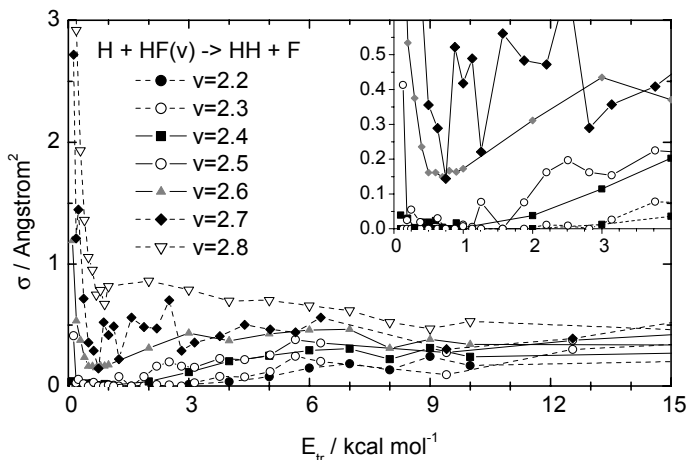 H + HF(v) -> HH + F
v=2.2
v=2.3
v=2.4
v=2.5
v=2.6
v=2.7
v=2.8
σ / Angstrom²
3
2
1
0
0 3 6 9 12 15
E_tr / kcal mol⁻¹
0.5
0.4
0.3
0.2
0.1
0.0
0 1 2 3